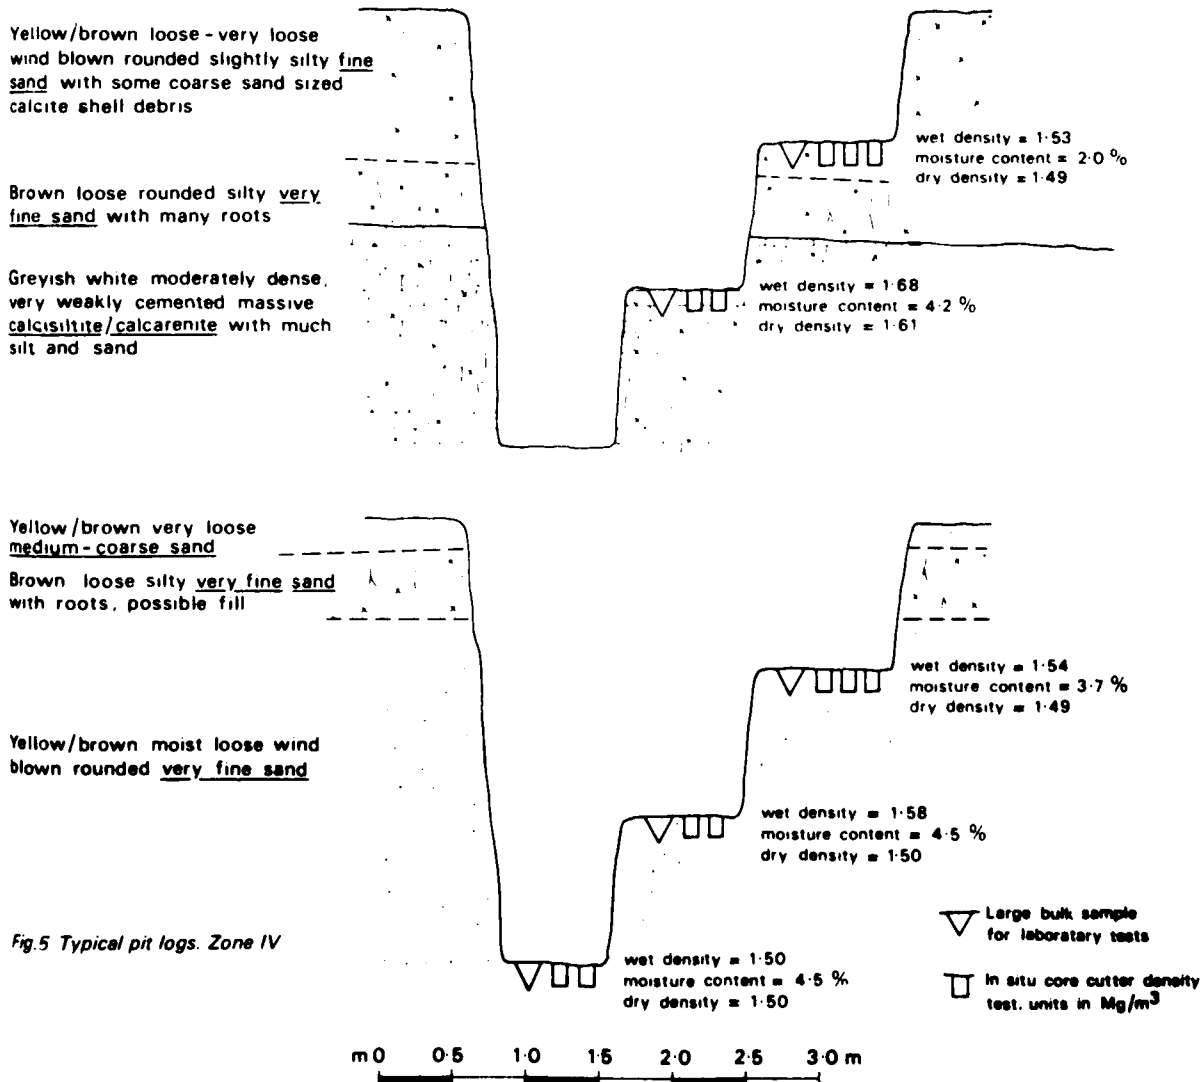 Yellow/brown loose - very loose
wind blown rounded slightly silty fine
sand with some coarse sand sized
calcite shell debris
wet density = 1·53
moisture content = 2·0 %
dry density = 1·49
Brown loose rounded silty very
fine sand with many roots
Greyish white moderately dense,
very weakly cemented massive
calcisiltite/calcarenite with much
silt and sand
wet density = 1·68
moisture content = 4·2 %
dry density = 1·61
Yellow/brown very loose
medium - coarse sand
Brown loose silty very fine sand
with roots, possible fill
wet density = 1·54
moisture content = 3·7 %
dry density = 1·49
Yellow/brown moist loose wind
blown rounded very fine sand
wet density = 1·58
moisture content = 4·5 %
dry density = 1·50
Fig.5 Typical pit logs. Zone IV
wet density = 1·50
moisture content = 4·5 %
dry density = 1·50
Large bulk sample
for laboratary tests
In situ core cutter density
test. units in Mg/m³
m 0 0·5 1·0 1·5 2·0 2·5 3·0 m